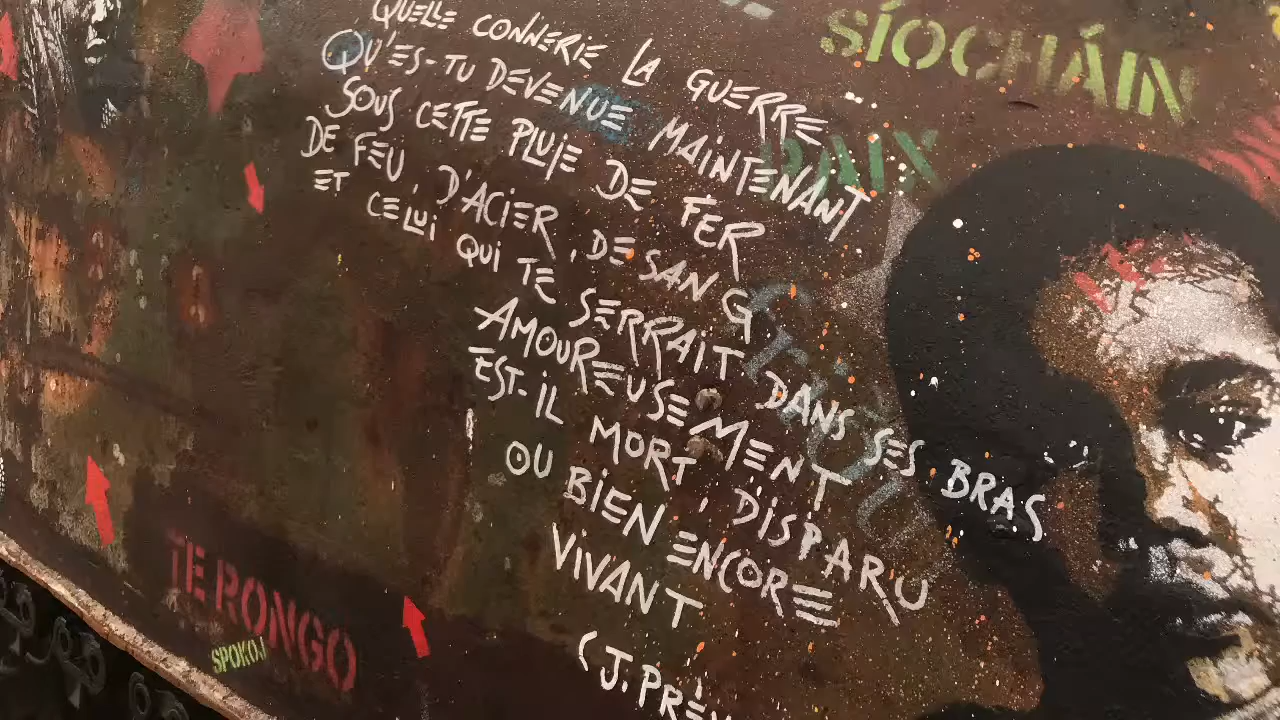 QUELLE CONNERIE LA GUERRE
QU'ES-TU DEVENUE MAINTENANT
SOUS CETTE PLUIE DE FER
DE FEU, D'ACIER, DE SANG
ET CELUI QUI TE SERRAIT DANS SES BRAS
AMOUREUSEMENT
EST-IL MORT, DISPARU
OU BIEN ENCORE
VIVANT
(J. PRÉV
SÍOCHÁIN
PAIX
TE RONGO
SPOKOJ